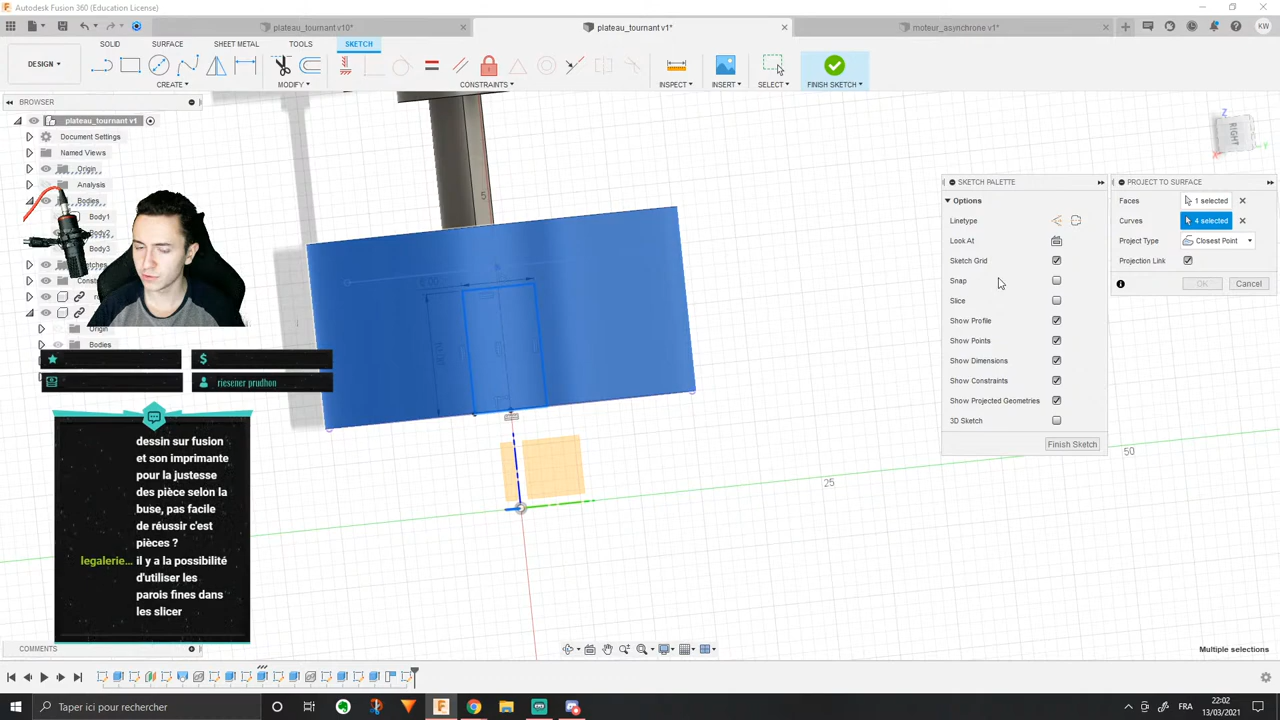 Autodesk Fusion 360 (Education License)
plateau_tournant v10*
plateau_tournant v1*
moteur_asynchrone v1*
KW
DESIGN
SOLID
SURFACE
SHEET METAL
TOOLS
SKETCH
CREATE
MODIFY
CONSTRAINTS
INSPECT
INSERT
SELECT
FINISH SKETCH
BROWSER
plateau_tournant v1
Document Settings
Named Views
Origin
Analysis
Bodies
Body1
Body2
Body3
Origin
Bodies
5
Z
RIGHT
Y
X
SKETCH PALETTE
Options
Linetype
Look At
Sketch Grid
Snap
Slice
Show Profile
Show Points
Show Dimensions
Show Constraints
Show Projected Geometries
3D Sketch
Finish Sketch
PROJECT TO SURFACE
Faces
1 selected
Curves
4 selected
Project Type
Closest Point
Projection Link
OK
Cancel
25
50
$
riesener prudhon
dessin sur fusion
et son imprimante
pour la justesse
des pièce selon la
buse, pas facile
de réussir c'est
pièces ?
legalerie... il y a la possibilité
d'utiliser les
parois fines dans
les slicer
COMMENTS
Multiple selections
Taper ici pour rechercher
FRA
22:02
13/03/2021